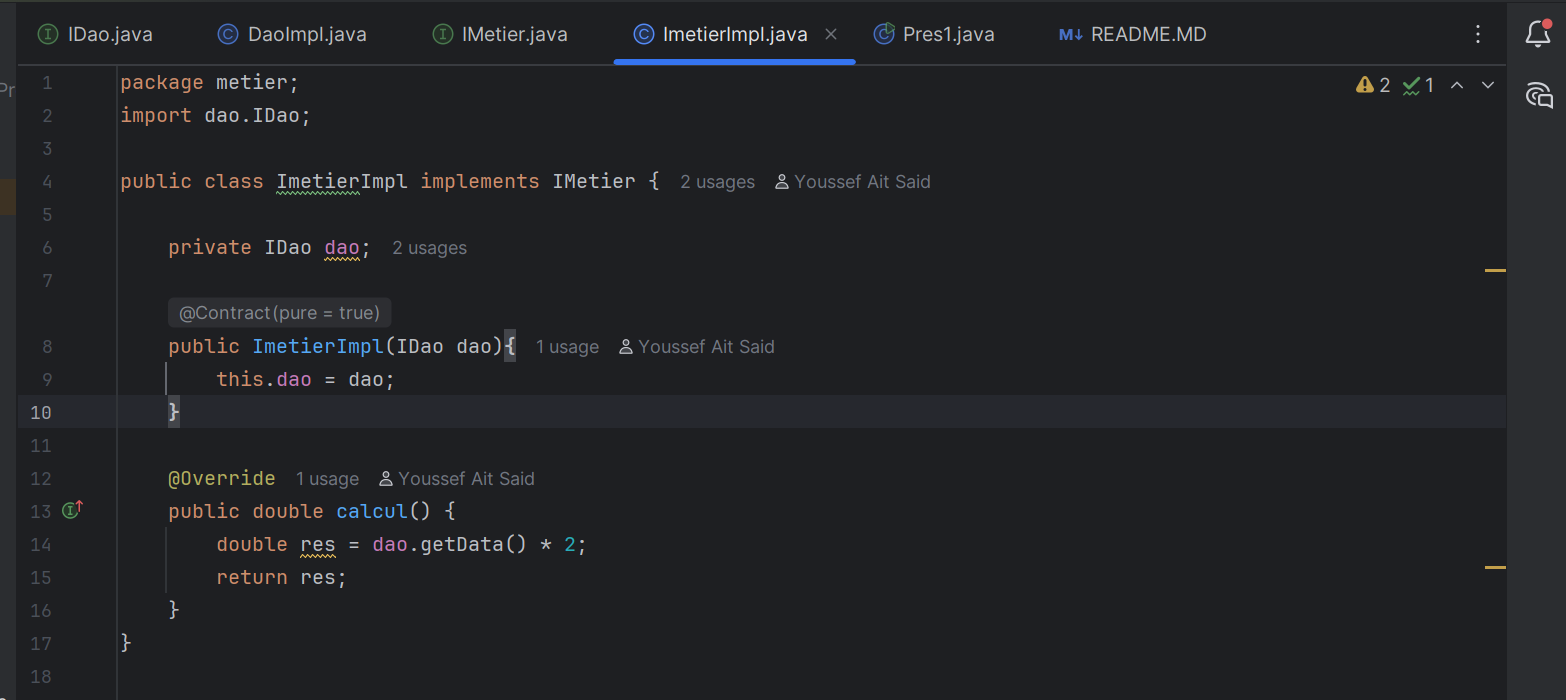 IDao.java DaoImpl.java IMetier.java ImetierImpl.java Pres1.java M↓ README.MD
Pr
1 package metier; 2 1
2 import dao.IDao;
3
4 public class ImetierImpl implements IMetier { 2 usages Youssef Ait Said
5
6 private IDao dao; 2 usages
7
@Contract(pure = true)
8 public ImetierImpl(IDao dao){ 1 usage Youssef Ait Said
9 this.dao = dao;
10 }
11
12 @Override 1 usage Youssef Ait Said
13 public double calcul() {
14 double res = dao.getData() * 2;
15 return res;
16 }
17 }
18